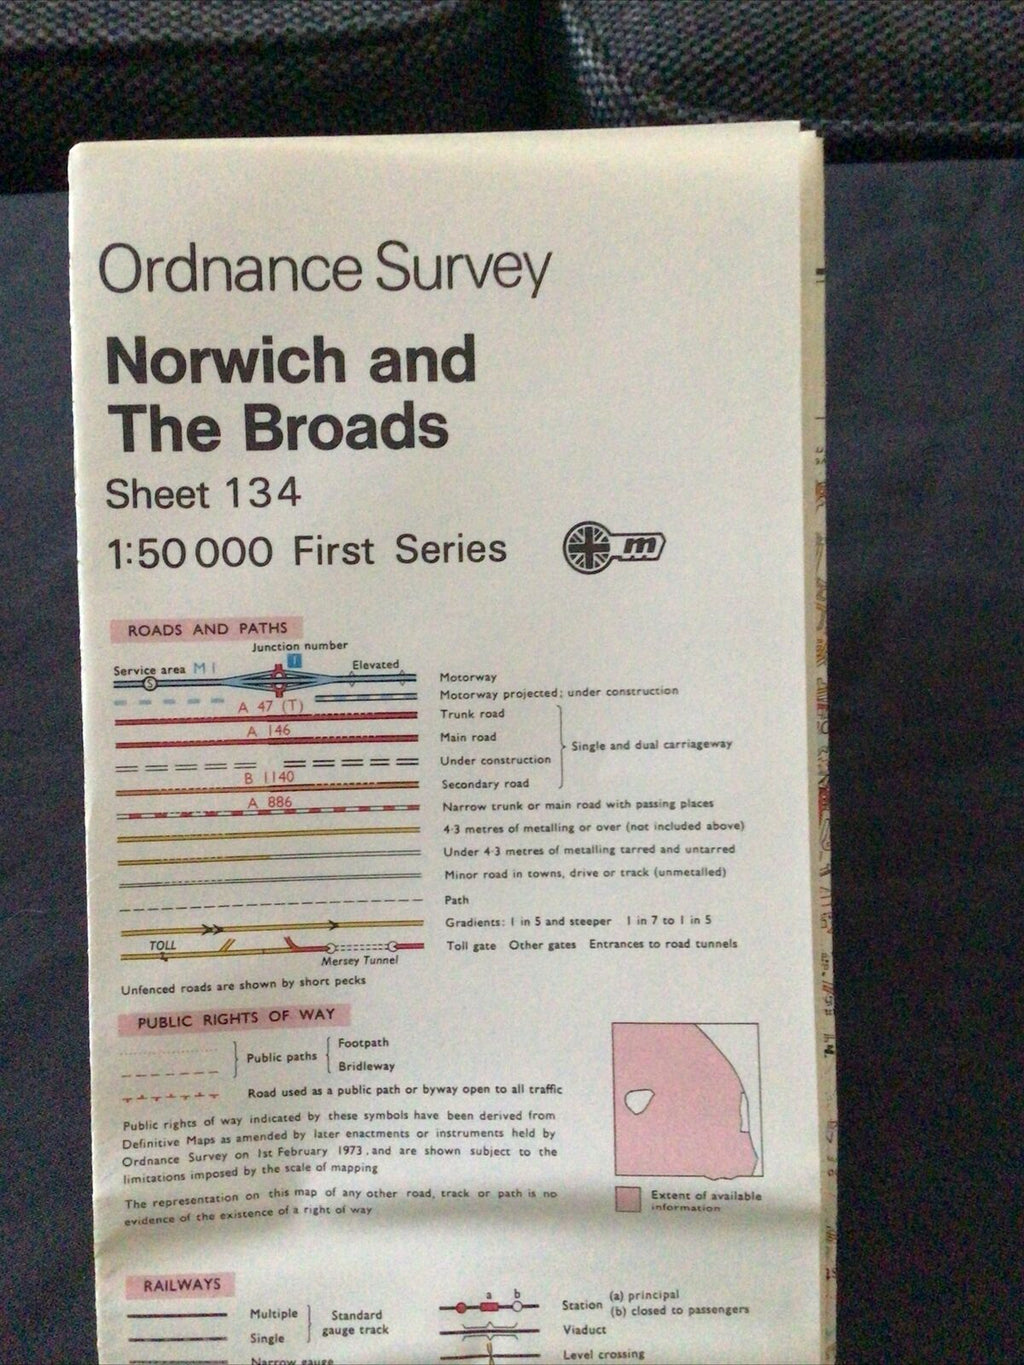 Ordnance Survey
Norwich and
The Broads
Sheet 134
1:50 000 First Series
m
ROADS AND PATHS
Junction number
Service area M 1
1
Elevated
S
Motorway
Motorway projected; under construction
A 47 (T)
Trunk road
A 146
Main road
Single and dual carriageway
Under construction
B 1140
Secondary road
A 886
Narrow trunk or main road with passing places
4·3 metres of metalling or over (not included above)
Under 4·3 metres of metalling tarred and untarred
Minor road in towns, drive or track (unmetalled)
Path
Gradients: 1 in 5 and steeper 1 in 7 to 1 in 5
TOLL
Toll gate Other gates Entrances to road tunnels
Mersey Tunnel
Unfenced roads are shown by short pecks
PUBLIC RIGHTS OF WAY
Public paths
Footpath
Bridleway
Road used as a public path or byway open to all traffic
Public rights of way indicated by these symbols have been derived from
Definitive Maps as amended by later enactments or instruments held by
Ordnance Survey on 1st February 1973, and are shown subject to the
limitations imposed by the scale of mapping
The representation on this map of any other road, track or path is no
evidence of the existence of a right of way
Extent of available
information
RAILWAYS
Multiple
Single
Standard
gauge track
Narrow gauge
a b
Station (a) principal
(b) closed to passengers
Viaduct
Level crossing